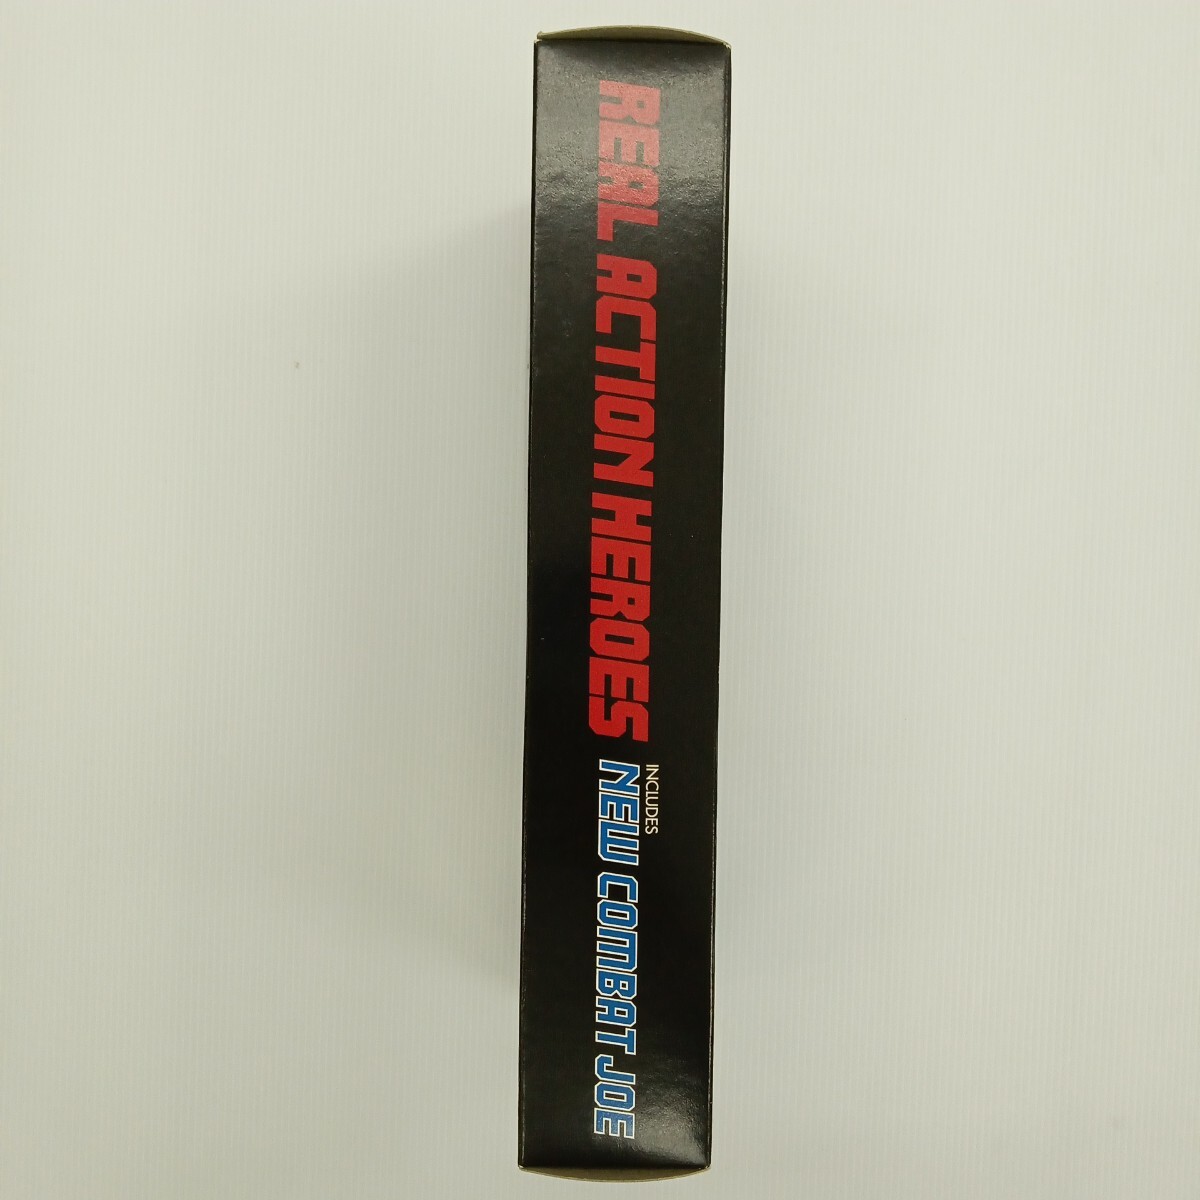 REAL ACTION HEROES
INCLUDES
NEW COMBAT JOE